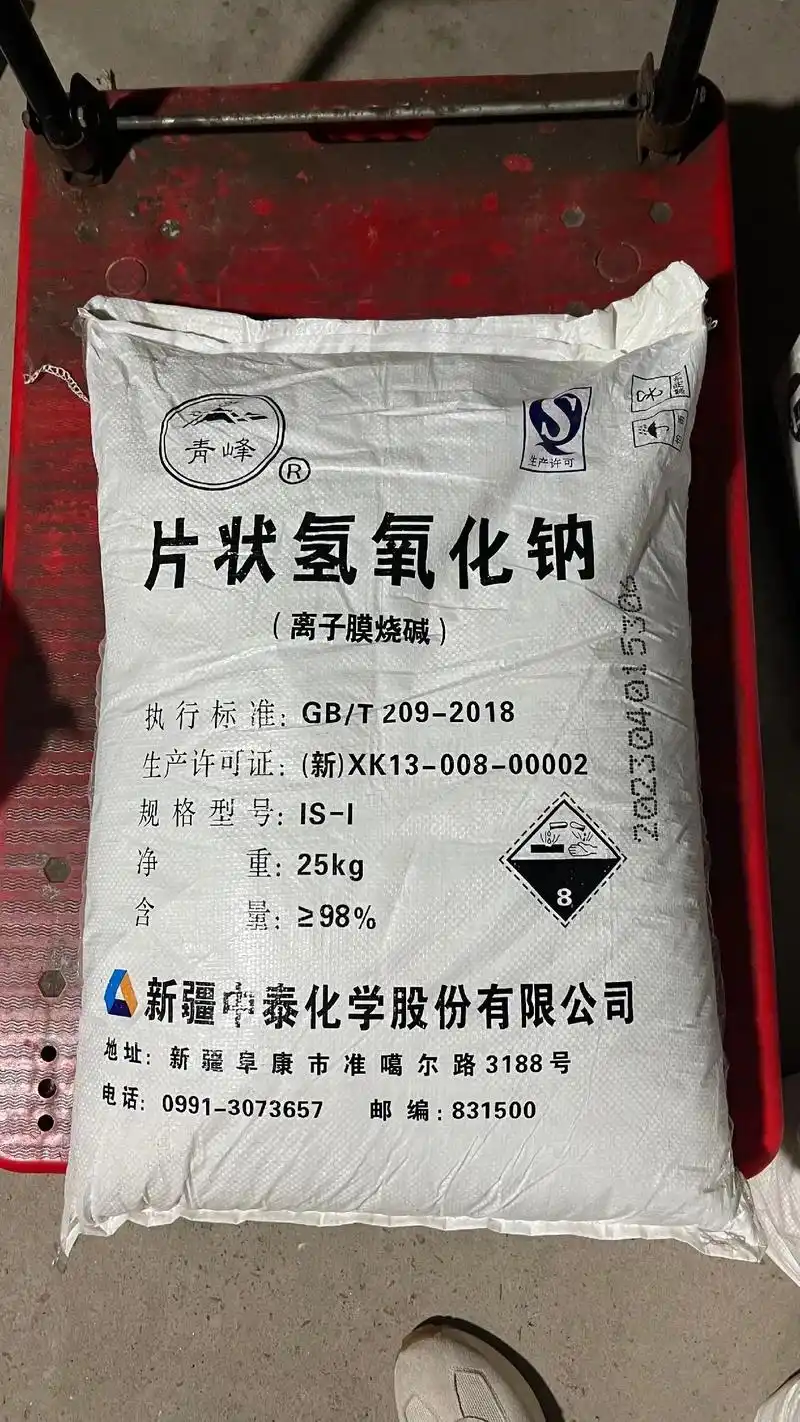 青峰
®
生产许可
片状氢氧化钠
(离子膜烧碱)
执行标准: GB/T 209-2018
生产许可证: (新)XK13-008-00002
规格型号: IS-I
净重: 25kg
含量: ≥98%
8
202304015306
新疆中泰化学股份有限公司
地址: 新疆阜康市准噶尔路3188号
电话: 0991-3073657 邮编: 831500